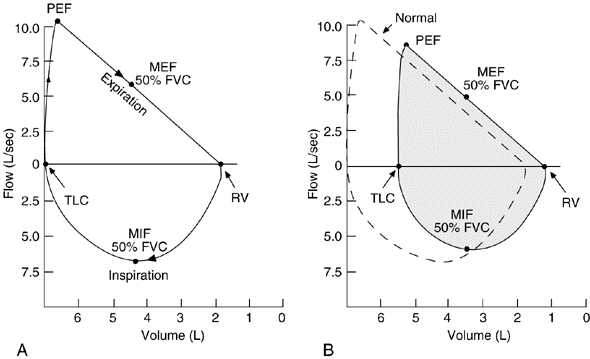 PEF
10.0
7.5
5.0
2.5
0
2.5
5.0
7.5
Flow (L/sec)
MEF
50% FVC
Expiration
TLC
RV
MIF
50% FVC
Inspiration
6 5 4 3 2 1 0
Volume (L)
A
Normal
PEF
10.0
7.5
5.0
2.5
0
2.5
5.0
7.5
Flow (L/sec)
MEF
50% FVC
TLC
RV
MIF
50% FVC
6 5 4 3 2 1 0
Volume (L)
B